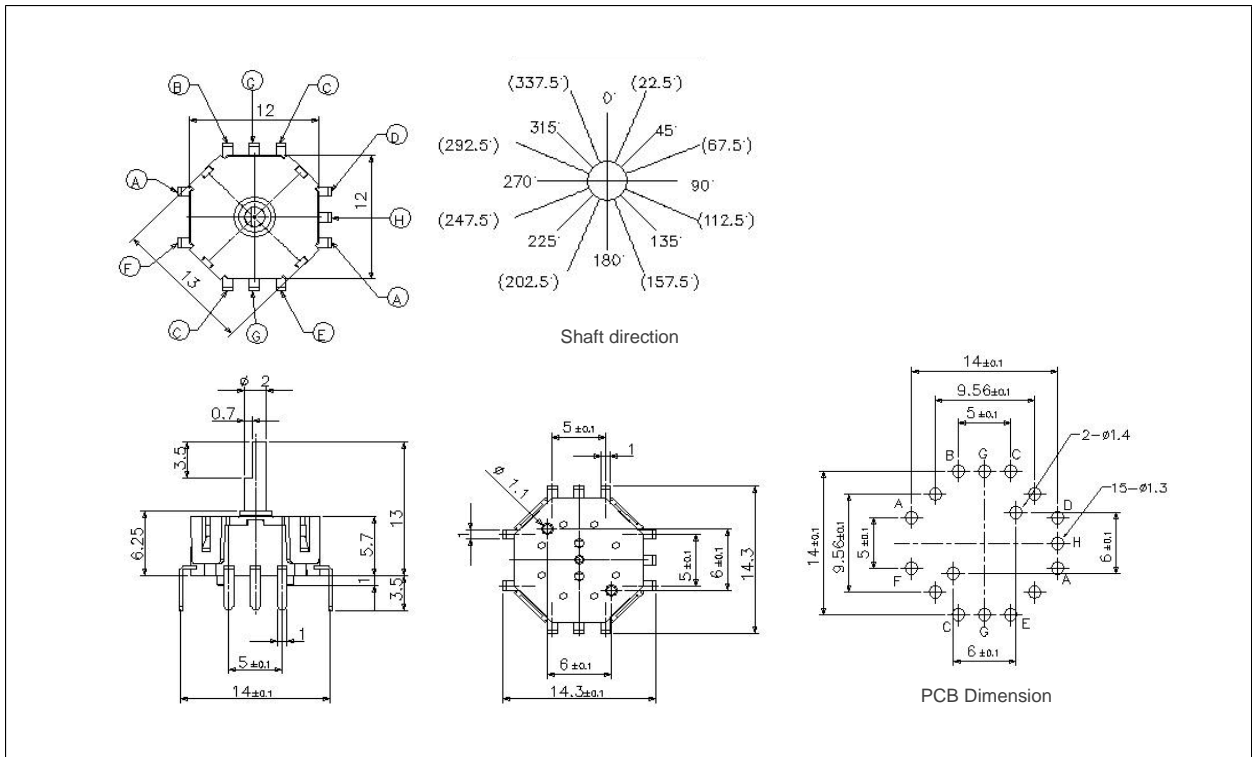 B
G
C
12
D
A
12
H
F
13
A
C
G
E
(337.5°)
0°
(22.5°)
315°
45°
(292.5°)
(67.5°)
270°
90°
(247.5°)
(112.5°)
225°
135°
180°
(202.5°)
(157.5°)
Shaft direction
ø 2
0.7
3.5
13
6.25
5.7
1
3.5
1
5±0.1
14±0.1
5±0.1
1
ø 1.1
1
5±0.1
6±0.1
14.3
6±0.1
14.3±0.1
14±0.1
9.56±0.1
5±0.1
2-ø1.4
B G C
15-ø1.3
A
D
14±0.1
9.56±0.1
5±0.1
H
6±0.1
F
A
C G E
6±0.1
PCB Dimension